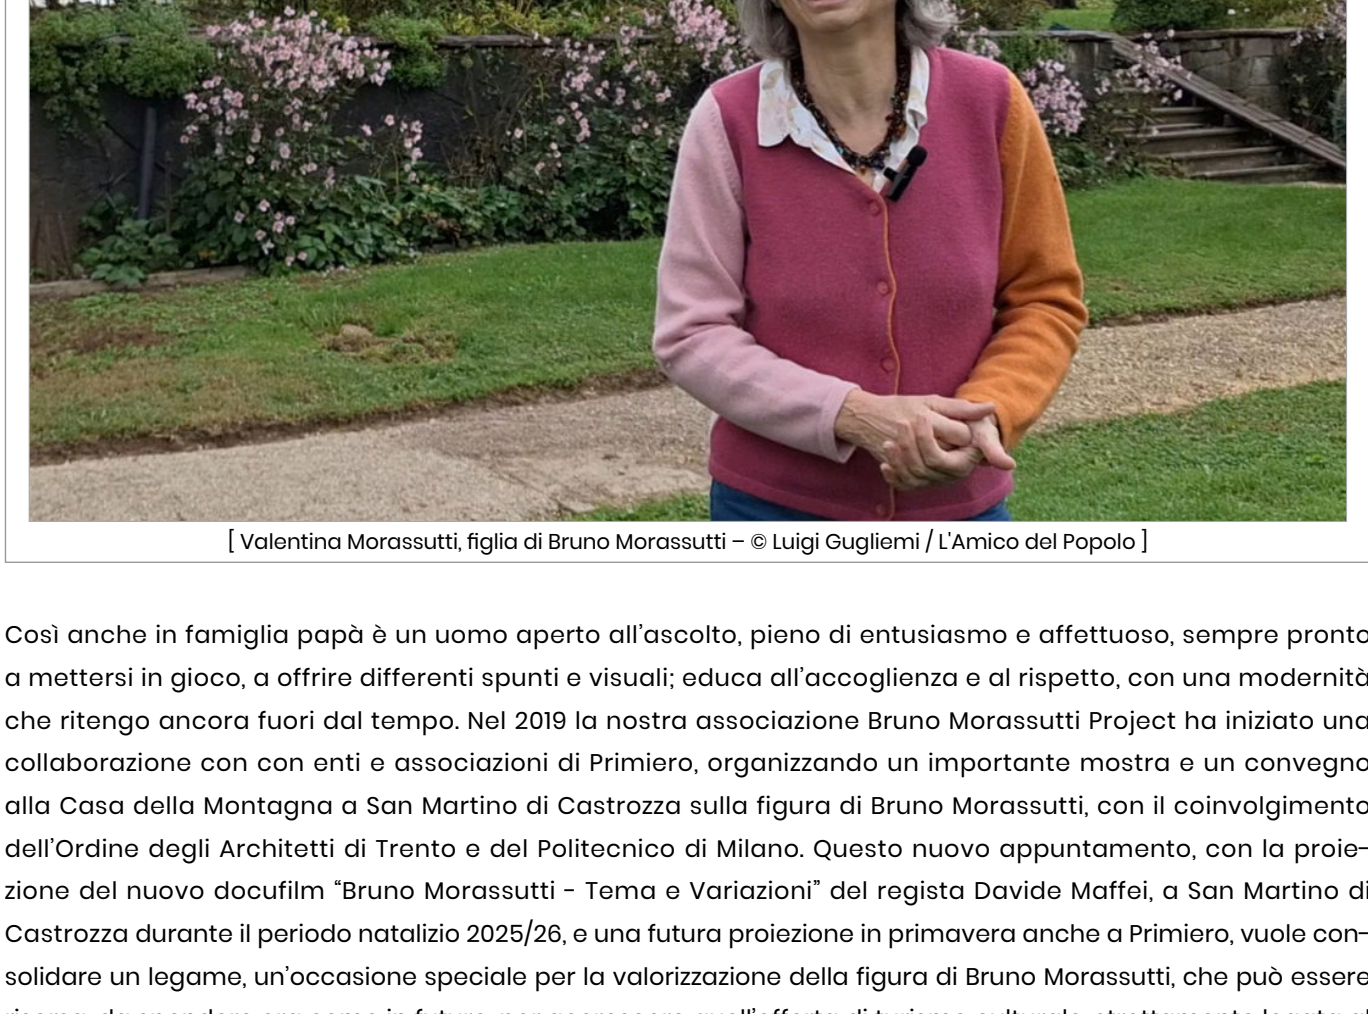 [ Valentina Morassutti, figlia di Bruno Morassutti – © Luigi Gugliemi / L'Amico del Popolo ]
Così anche in famiglia papà è un uomo aperto all’ascolto, pieno di entusiasmo e affettuoso, sempre pronto
a mettersi in gioco, a offrire differenti spunti e visuali; educa all’accoglienza e al rispetto, con una modernità
che ritengo ancora fuori dal tempo. Nel 2019 la nostra associazione Bruno Morassutti Project ha iniziato una
collaborazione con con enti e associazioni di Primiero, organizzando un importante mostra e un convegno
alla Casa della Montagna a San Martino di Castrozza sulla figura di Bruno Morassutti, con il coinvolgimento
dell’Ordine degli Architetti di Trento e del Politecnico di Milano. Questo nuovo appuntamento, con la proie-
zione del nuovo docufilm “Bruno Morassutti - Tema e Variazioni” del regista Davide Maffei, a San Martino di
Castrozza durante il periodo natalizio 2025/26, e una futura proiezione in primavera anche a Primiero, vuole con-
solidare un legame, un’occasione speciale per la valorizzazione della figura di Bruno Morassutti, che può essere